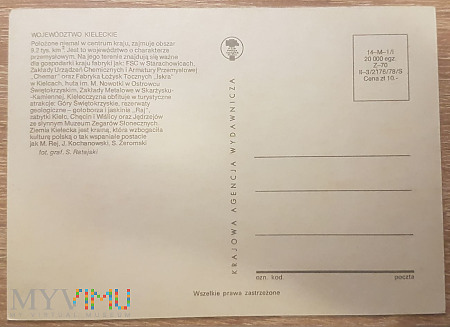 WOJEWÓDZTWO KIELECKIE
Położone niemal w centrum kraju, zajmuje obszar
9.2 tys. km². Jest to województwo o charakterze
przemysłowym. Na jego terenie znajdują się ważne
dla gospodarki kraju fabryki jak: FSC w Starachowicach,
Zakłady Urządzeń Chemicznych i Armatury Przemysłowej
„Chemar” oraz Fabryka Łożysk Tocznych „Iskra”
w Kielcach, huta im. M. Nowotki w Ostrowcu
Świętokrzyskim. Zakłady Metalowe w Skarżysku-
-Kamiennej. Kielecczyzna obfituje w turystyczne
atrakcje: Góry Świętokrzyskie, rezerwaty
geologiczne – gołoborza i jaskinia „Raj”,
zabytki Kielc, Chęcin i Wiślicy oraz Jędrzejów
ze słynnym Muzeum Zegarów Słonecznych.
Ziemia Kielecka jest krainą, która wzbogaciła
kulturę polską o tak wspaniałe postacie
jak M. Rej, J. Kochanowski, S. Żeromski
fot. graf. S. Ratajski
KRAJOWA AGENCJA WYDAWNICZA
14-M-1/I
20 000 egz.
Z-70
II-3/2176/78/S
Cena zł 10.-
ozn. kod. poczta
Wszelkie prawa zastrzeżone
MYVIMU